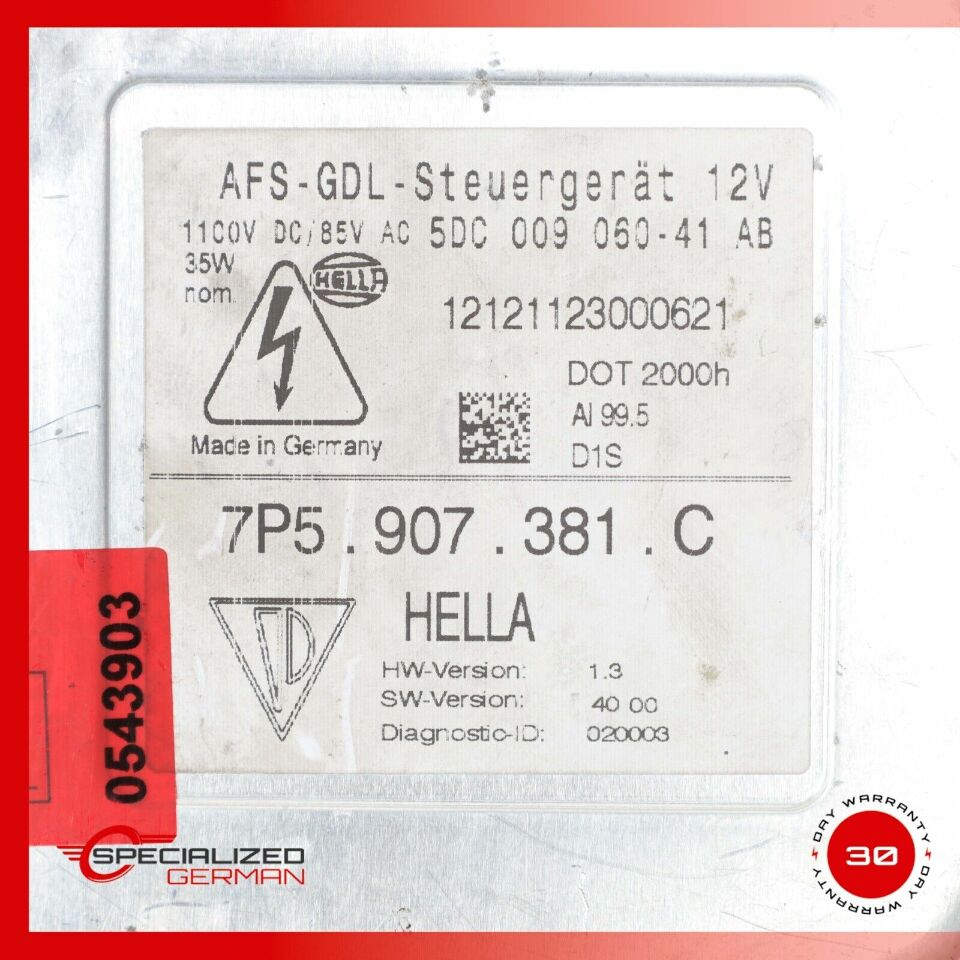 AFS-GDL-Steuergerät 12V
1100V DC/85V AC 5DC 009 060-41 AB
35W
nom.
HELLA
12121123000621
DOT 2000h
Al 99.5
D1S
Made in Germany
7P5.907.381.C
HELLA
HW-Version: 1.3
SW-Version: 40 00
Diagnostic-ID: 020003
0543903
SPECIALIZED
GERMAN
DAY WARRANTY
30
DAY WARRANTY